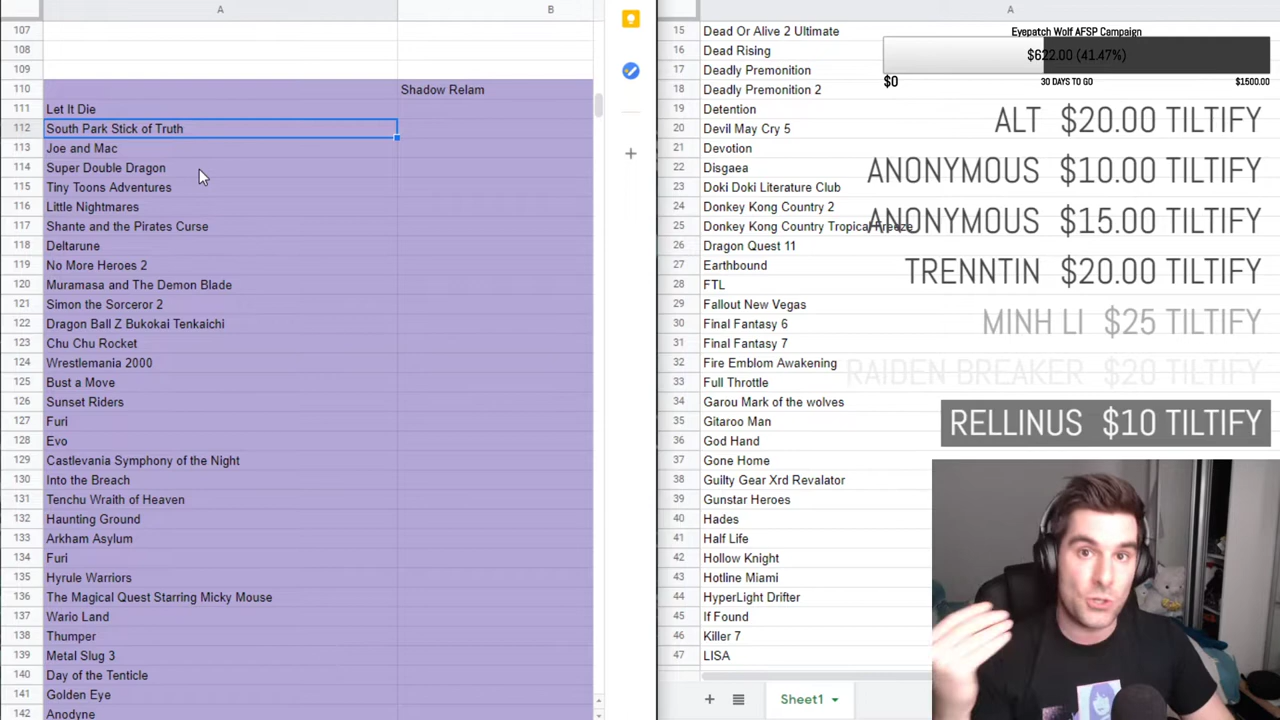 A
B
107
108
109
110 Shadow Relam
111 Let It Die
112 South Park Stick of Truth
113 Joe and Mac
114 Super Double Dragon
115 Tiny Toons Adventures
116 Little Nightmares
117 Shante and the Pirates Curse
118 Deltarune
119 No More Heroes 2
120 Muramasa and The Demon Blade
121 Simon the Sorceror 2
122 Dragon Ball Z Bukokai Tenkaichi
123 Chu Chu Rocket
124 Wrestlemania 2000
125 Bust a Move
126 Sunset Riders
127 Furi
128 Evo
129 Castlevania Symphony of the Night
130 Into the Breach
131 Tenchu Wraith of Heaven
132 Haunting Ground
133 Arkham Asylum
134 Furi
135 Hyrule Warriors
136 The Magical Quest Starring Micky Mouse
137 Wario Land
138 Thumper
139 Metal Slug 3
140 Day of the Tenticle
141 Golden Eye
142 Anodyne
A
15 Dead Or Alive 2 Ultimate
16 Dead Rising
17 Deadly Premonition
18 Deadly Premonition 2
19 Detention
20 Devil May Cry 5
21 Devotion
22 Disgaea
23 Doki Doki Literature Club
24 Donkey Kong Country 2
25 Donkey Kong Country Tropical Freeze
26 Dragon Quest 11
27 Earthbound
28 FTL
29 Fallout New Vegas
30 Final Fantasy 6
31 Final Fantasy 7
32 Fire Emblom Awakening
33 Full Throttle
34 Garou Mark of the wolves
35 Gitaroo Man
36 God Hand
37 Gone Home
38 Guilty Gear Xrd Revalator
39 Gunstar Heroes
40 Hades
41 Half Life
42 Hollow Knight
43 Hotline Miami
44 HyperLight Drifter
45 If Found
46 Killer 7
47 LISA
Sheet1
Eyepatch Wolf AFSP Campaign
$622.00 (41.47%)
$0 30 DAYS TO GO $1500.00
ALT $20.00 TILTIFY
ANONYMOUS $10.00 TILTIFY
ANONYMOUS $15.00 TILTIFY
TRENNTIN $20.00 TILTIFY
MINH LI $25 TILTIFY
RAIDEN BREAKER $20 TILTIFY
RELLINUS $10 TILTIFY